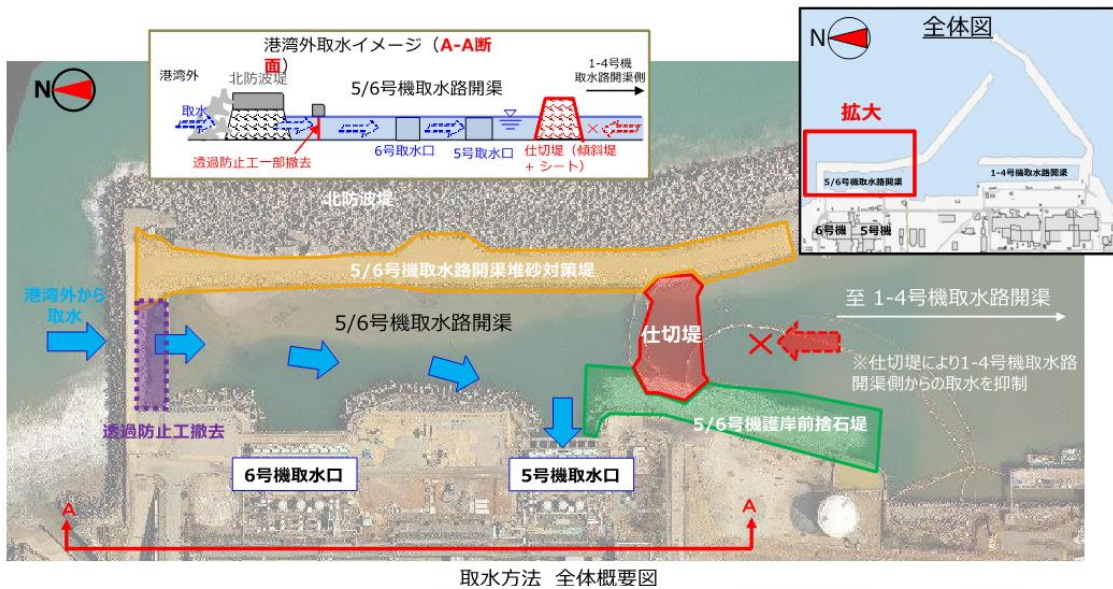 港湾外取水イメージ（A-A断
面）
港湾外
北防波堤
5/6号機取水路開渠
1-4号機
取水路開渠側
取水
透過防止工一部撤去
6号取水口
5号取水口
仕切堤（傾斜堤
+ シート）
N
N
全体図
拡大
5/6号機取水路開渠
1-4号機取水路開渠
6号機
5号機
北防波堤
5/6号機取水路開渠堆砂対策堤
港湾外から
取水
5/6号機取水路開渠
仕切堤
至 1-4号機取水路開渠
※仕切堤により1-4号機取水路
開渠側からの取水を抑制
透過防止工撤去
5/6号機護岸前捨石堤
6号機取水口
5号機取水口
A
A
取水方法 全体概要図